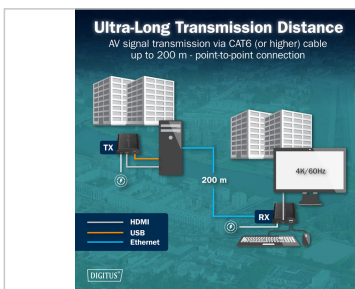 Ultra-Long Transmission Distance
AV signal transmission via CAT6 (or higher) cable
up to 200 m - point-to-point connection
TX
4K/60Hz
200 m
RX
HDMI
USB
Ethernet
DIGITUS®